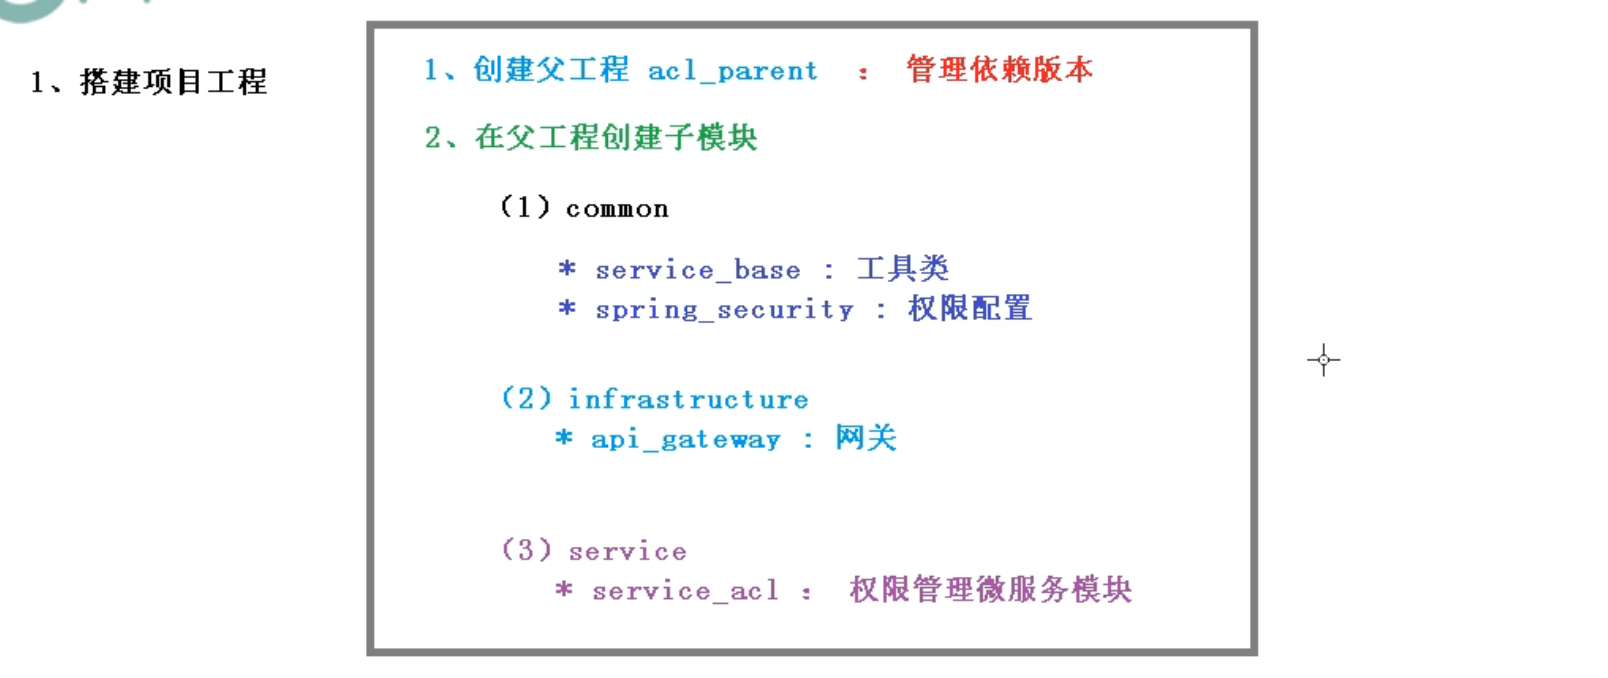 1、搭建项目工程
1、创建父工程 acl_parent ： 管理依赖版本
2、在父工程创建子模块
（1）common
* service_base : 工具类
* spring_security : 权限配置
（2）infrastructure
* api_gateway : 网关
（3）service
* service_acl ： 权限管理微服务模块